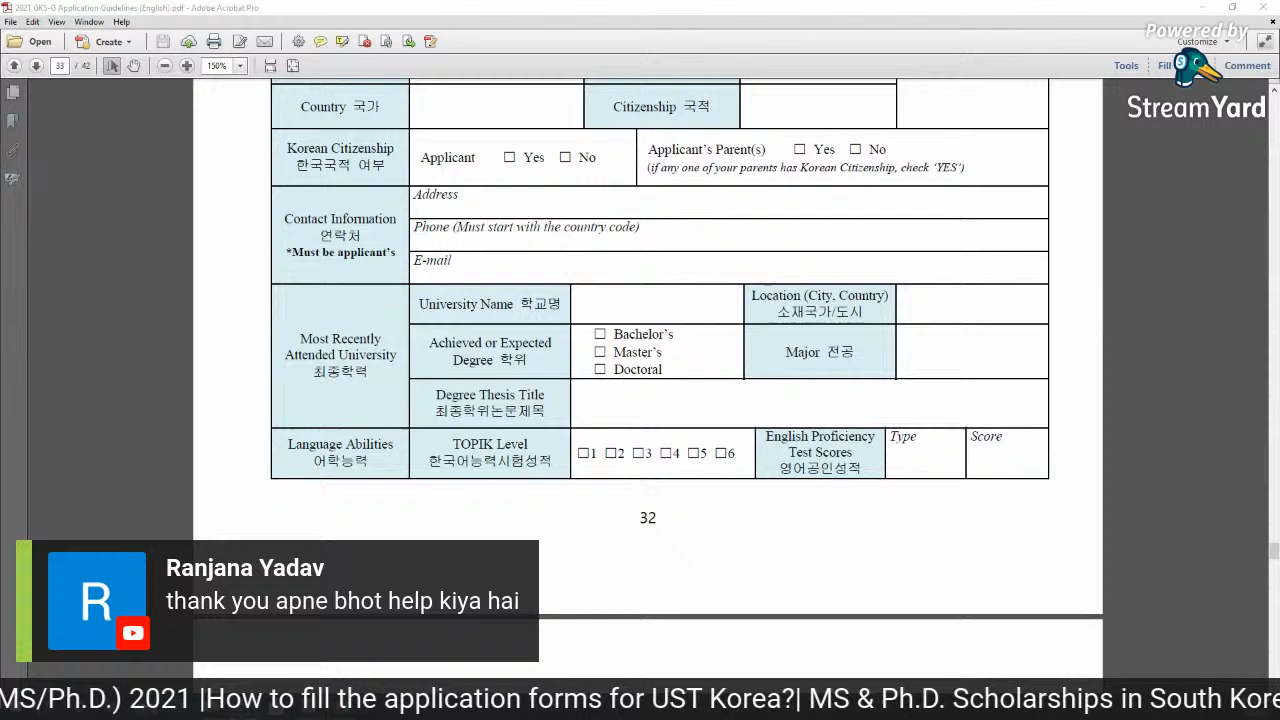 2021 GKS-G Application Guidelines (English).pdf - Adobe Acrobat Pro
File Edit View Window Help
Open Create Customize
33 / 42 150% Tools Fill Comment
Powered by
StreamYard
Country 국가 Citizenship 국적
Korean Citizenship
한국국적 여부
Applicant ☐ Yes ☐ No
Applicant's Parent(s) ☐ Yes ☐ No
(if any one of your parents has Korean Citizenship, check 'YES')
Contact Information
연락처
*Must be applicant's
Address
Phone (Must start with the country code)
E-mail
Most Recently
Attended University
최종학력
University Name 학교명
Location (City, Country)
소재국가/도시
Achieved or Expected
Degree 학위
☐ Bachelor's
☐ Master's
☐ Doctoral
Major 전공
Degree Thesis Title
최종학위논문제목
Language Abilities
어학능력
TOPIK Level
한국어능력시험성적
☐1 ☐2 ☐3 ☐4 ☐5 ☐6
English Proficiency
Test Scores
영어공인성적
Type
Score
32
R
Ranjana Yadav
thank you apne bhot help kiya hai
(MS/Ph.D.) 2021 |How to fill the application forms for UST Korea?| MS & Ph.D. Scholarships in South Kore